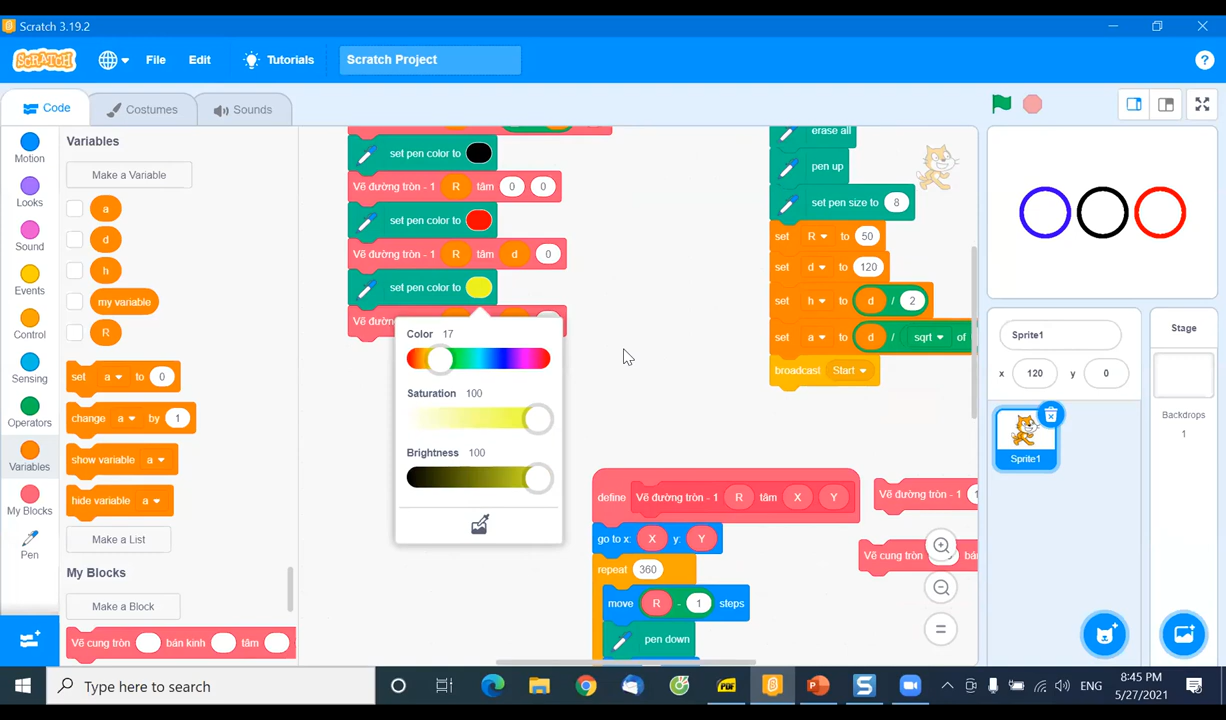 Scratch 3.19.2
SCRATCH File Edit Tutorials Scratch Project
Code Costumes Sounds
Motion
Looks
Sound
Events
Control
Sensing
Operators
Variables
My Blocks
Pen
Variables
Make a Variable
a
d
h
my variable
R
set a to 0
change a by 1
show variable a
hide variable a
Make a List
My Blocks
Make a Block
Vẽ cung tròn bán kinh tâm
set pen color to
Vẽ đường tròn - 1 R tâm 0 0
set pen color to
Vẽ đường tròn - 1 R tâm d 0
set pen color to
Vẽ đườn
Color 17
Saturation 100
Brightness 100
erase all
pen up
set pen size to 8
set R to 50
set d to 120
set h to d / 2
set a to d / sqrt of
broadcast Start
define Vẽ đường tròn - 1 R tâm X Y
go to x: X y: Y
repeat 360
move R - 1 steps
pen down
Vẽ đường tròn - 1
Vẽ cung tròn
Sprite1
x 120 y 0
Sprite1
Stage
Backdrops
1
Type here to search
ENG
8:45 PM
5/27/2021